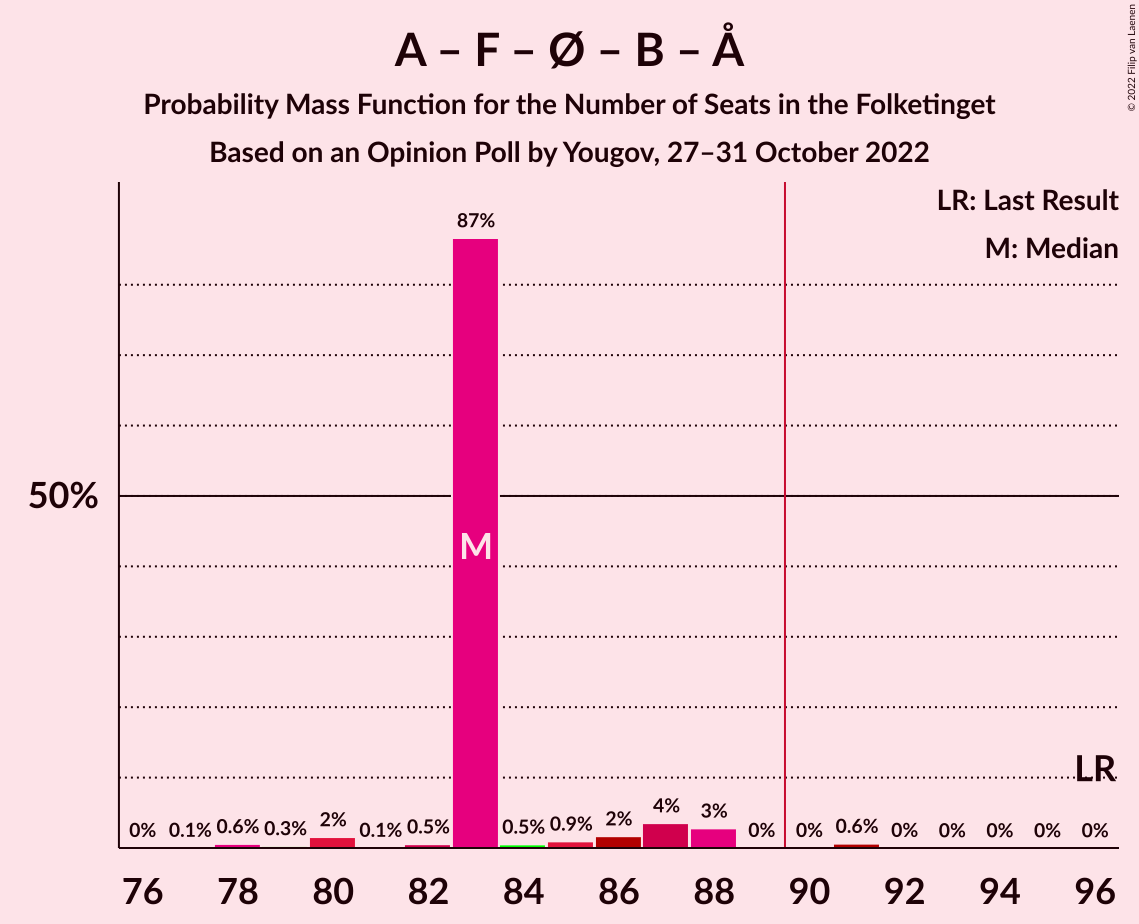 A – F – Ø – B – Å
Probability Mass Function for the Number of Seats in the Folketinget
Based on an Opinion Poll by Yougov, 27–31 October 2022
© 2022 Filip van Laenen
LR: Last Result
M: Median
87%
50%
M
LR
0% 0.1% 0.6% 0.3% 2% 0.1% 0.5% 0.5% 0.9% 2% 4% 3% 0% 0% 0.6% 0% 0% 0% 0% 0%
76 78 80 82 84 86 88 90 92 94 96